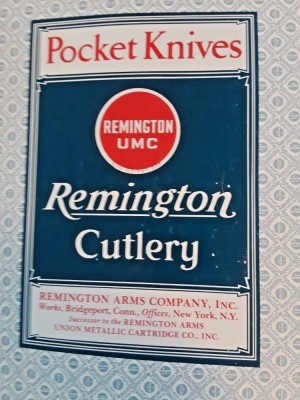 Pocket Knives
REMINGTON
UMC
Remington
Cutlery
REMINGTON ARMS COMPANY, INC.
Works, Bridgeport, Conn., Offices, New York, N.Y.
Successor to the REMINGTON ARMS
UNION METALLIC CARTRIDGE CO., INC.